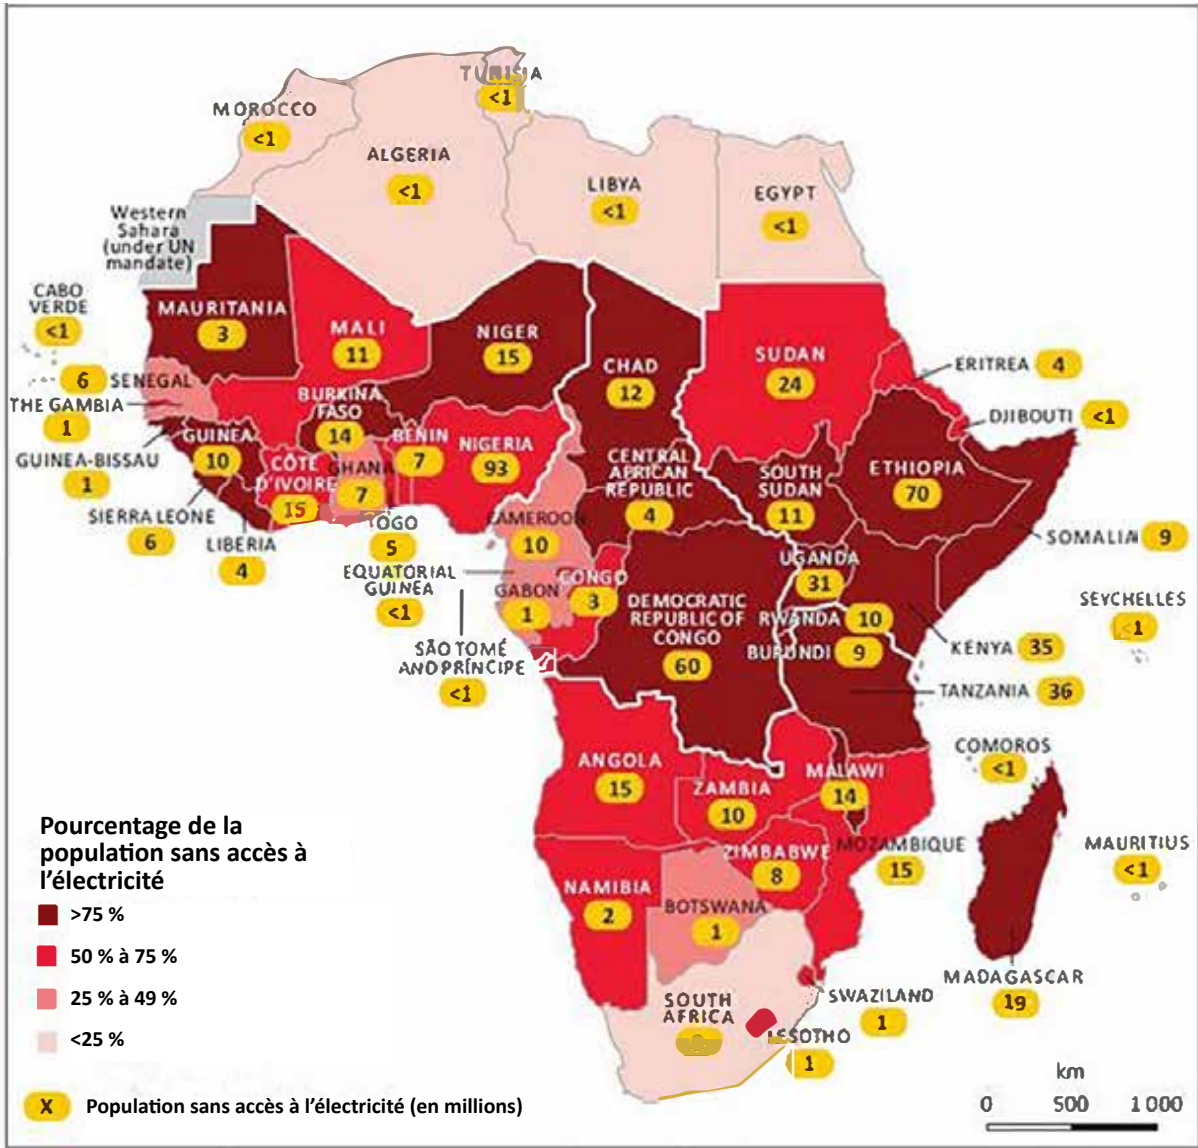 TUNISIA
<1
MOROCCO
<1
ALGERIA
<1
LIBYA
<1
EGYPT
<1
Western
Sahara
(under UN
mandate)
CABO
VERDE
<1
MAURITANIA
3
MALI
11
NIGER
15
CHAD
12
SUDAN
24
ERITREA 4
DJIBOUTI <1
6 SENEGAL
THE GAMBIA
1
GUINEA-BISSAU
1
GUINEA
10
SIERRA LEONE
6
LIBERIA
4
BURKINA
FASO
14
CÔTE
D'IVOIRE
15
GHANA
7
BENIN
7
NIGERIA
93
OGO
5
CENTRAL
AFRICAN
REPUBLIC
4
SOUTH
SUDAN
11
ETHIOPIA
70
SOMALIA 9
CAMEROON
10
EQUATORIAL
GUINEA
<1
GABON
1
CONGO
3
SÃO TOMÉ
AND PRÍNCIPE
<1
DEMOCRATIC
REPUBLIC OF
CONGO
60
UGANDA
31
RWANDA 10
BURUNDI 9
KENYA 35
TANZANIA 36
SEYCHELLES
<1
COMOROS
<1
ANGOLA
15
ZAMBIA
10
MALAWI
14
MOZAMBIQUE
15
ZIMBABWE
8
NAMIBIA
2
BOTSWANA
1
MAURITIUS
<1
MADAGASCAR
19
SOUTH
AFRICA
SWAZILAND
1
LESOTHO
1
Pourcentage de la
population sans accès à
l'électricité
>75 %
50 % à 75 %
25 % à 49 %
<25 %
X Population sans accès à l'électricité (en millions)
km
0 500 1 000